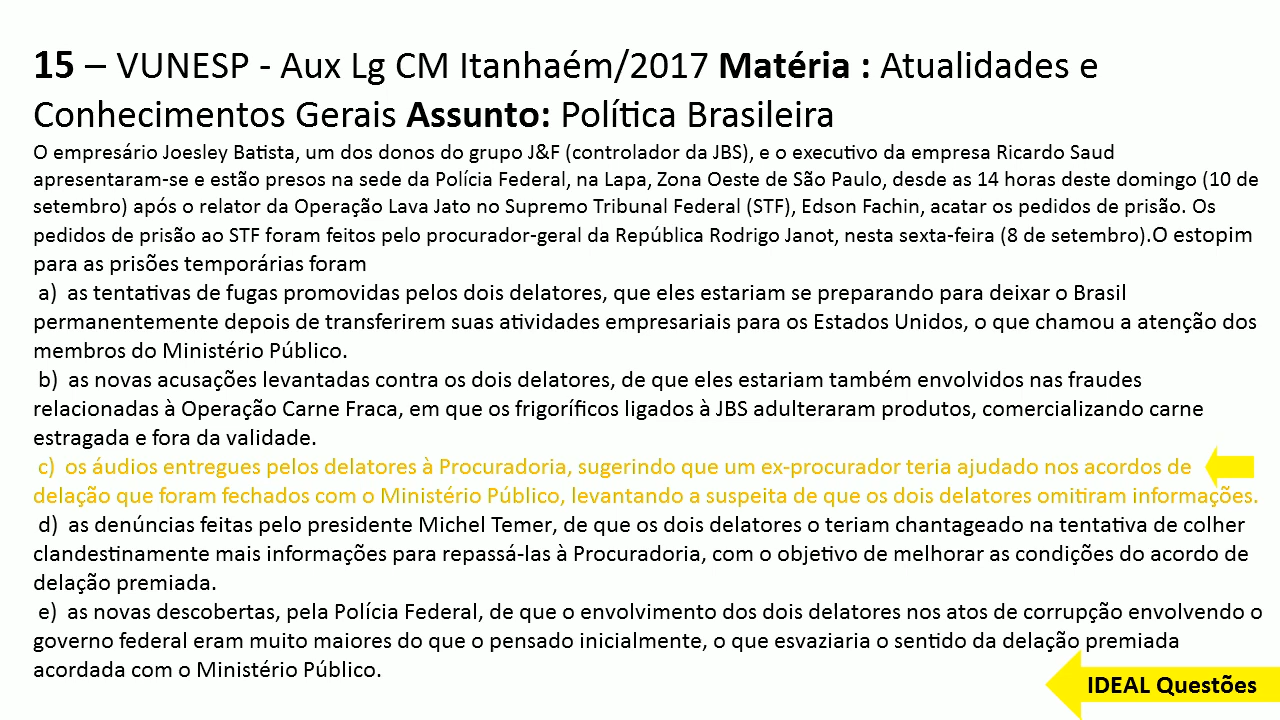 15 – VUNESP - Aux Lg CM Itanhaém/2017 Matéria : Atualidades e
Conhecimentos Gerais Assunto: Política Brasileira
O empresário Joesley Batista, um dos donos do grupo J&F (controlador da JBS), e o executivo da empresa Ricardo Saud
apresentaram-se e estão presos na sede da Polícia Federal, na Lapa, Zona Oeste de São Paulo, desde as 14 horas deste domingo (10 de
setembro) após o relator da Operação Lava Jato no Supremo Tribunal Federal (STF), Edson Fachin, acatar os pedidos de prisão. Os
pedidos de prisão ao STF foram feitos pelo procurador-geral da República Rodrigo Janot, nesta sexta-feira (8 de setembro).O estopim
para as prisões temporárias foram
a) as tentativas de fugas promovidas pelos dois delatores, que eles estariam se preparando para deixar o Brasil
permanentemente depois de transferirem suas atividades empresariais para os Estados Unidos, o que chamou a atenção dos
membros do Ministério Público.
b) as novas acusações levantadas contra os dois delatores, de que eles estariam também envolvidos nas fraudes
relacionadas à Operação Carne Fraca, em que os frigoríficos ligados à JBS adulteraram produtos, comercializando carne
estragada e fora da validade.
c) os áudios entregues pelos delatores à Procuradoria, sugerindo que um ex-procurador teria ajudado nos acordos de
delação que foram fechados com o Ministério Público, levantando a suspeita de que os dois delatores omitiram informações.
d) as denúncias feitas pelo presidente Michel Temer, de que os dois delatores o teriam chantageado na tentativa de colher
clandestinamente mais informações para repassá-las à Procuradoria, com o objetivo de melhorar as condições do acordo de
delação premiada.
e) as novas descobertas, pela Polícia Federal, de que o envolvimento dos dois delatores nos atos de corrupção envolvendo o
governo federal eram muito maiores do que o pensado inicialmente, o que esvaziaria o sentido da delação premiada
acordada com o Ministério Público.
IDEAL Questões